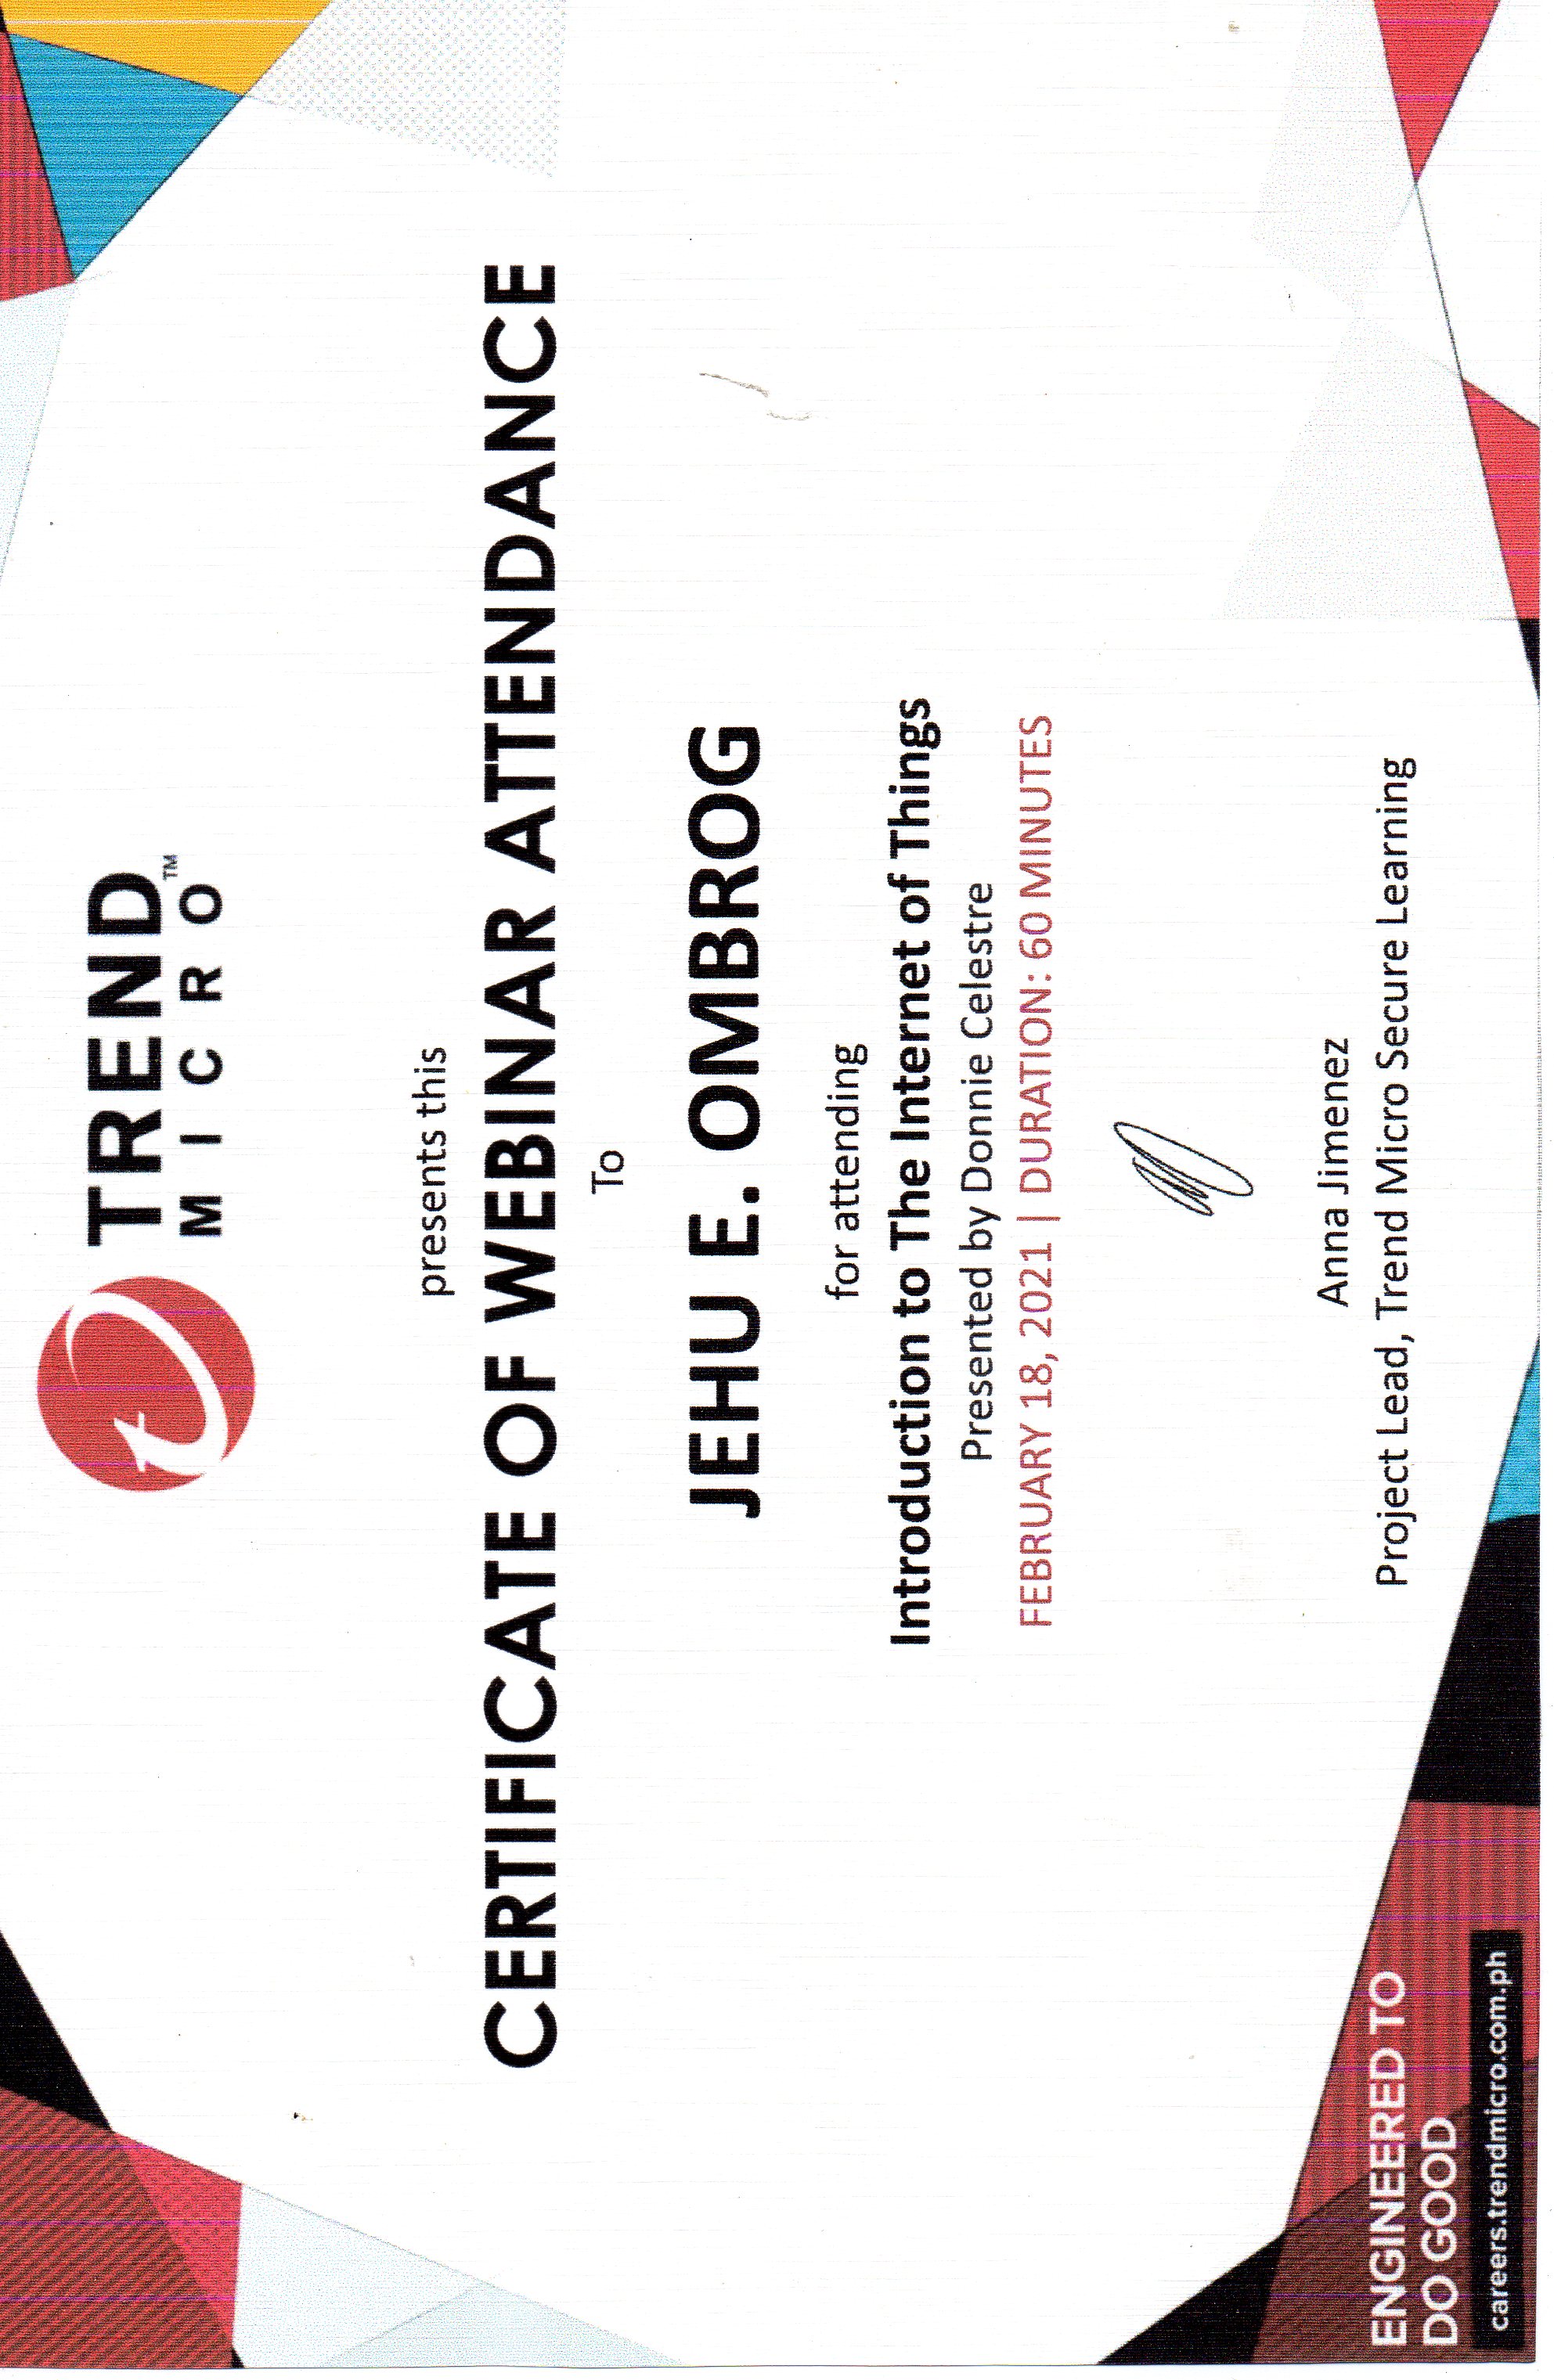 TREND
MICRO™
presents this
CERTIFICATE OF WEBINAR ATTENDANCE
To
JEHU E. OMBROG
for attending
Introduction to The Internet of Things
Presented by Donnie Celestre
FEBRUARY 18, 2021 | DURATION: 60 MINUTES
Anna Jimenez
Project Lead, Trend Micro Secure Learning
ENGINEERED TO
DO GOOD
careers.trendmicro.com.ph